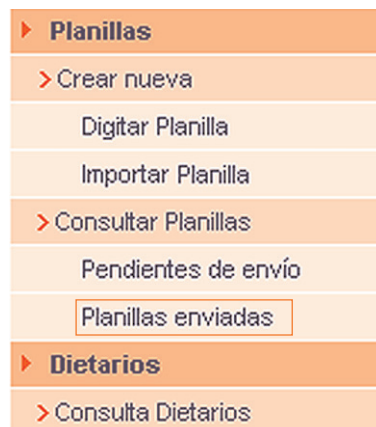 Planillas
Crear nueva
Digitar Planilla
Importar Planilla
Consultar Planillas
Pendientes de envío
Planillas enviadas
Dietarios
Consulta Dietarios